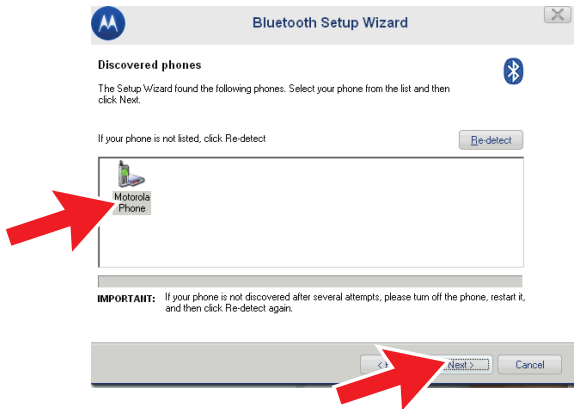 Bluetooth Setup Wizard
Discovered phones
The Setup Wizard found the following phones. Select your phone from the list and then
click Next.
If your phone is not listed, click Re-detect
Re-detect
Motorola
Phone
IMPORTANT: If your phone is not discovered after several attempts, please turn off the phone, restart it,
and then click Re-detect again.
Next > Cancel